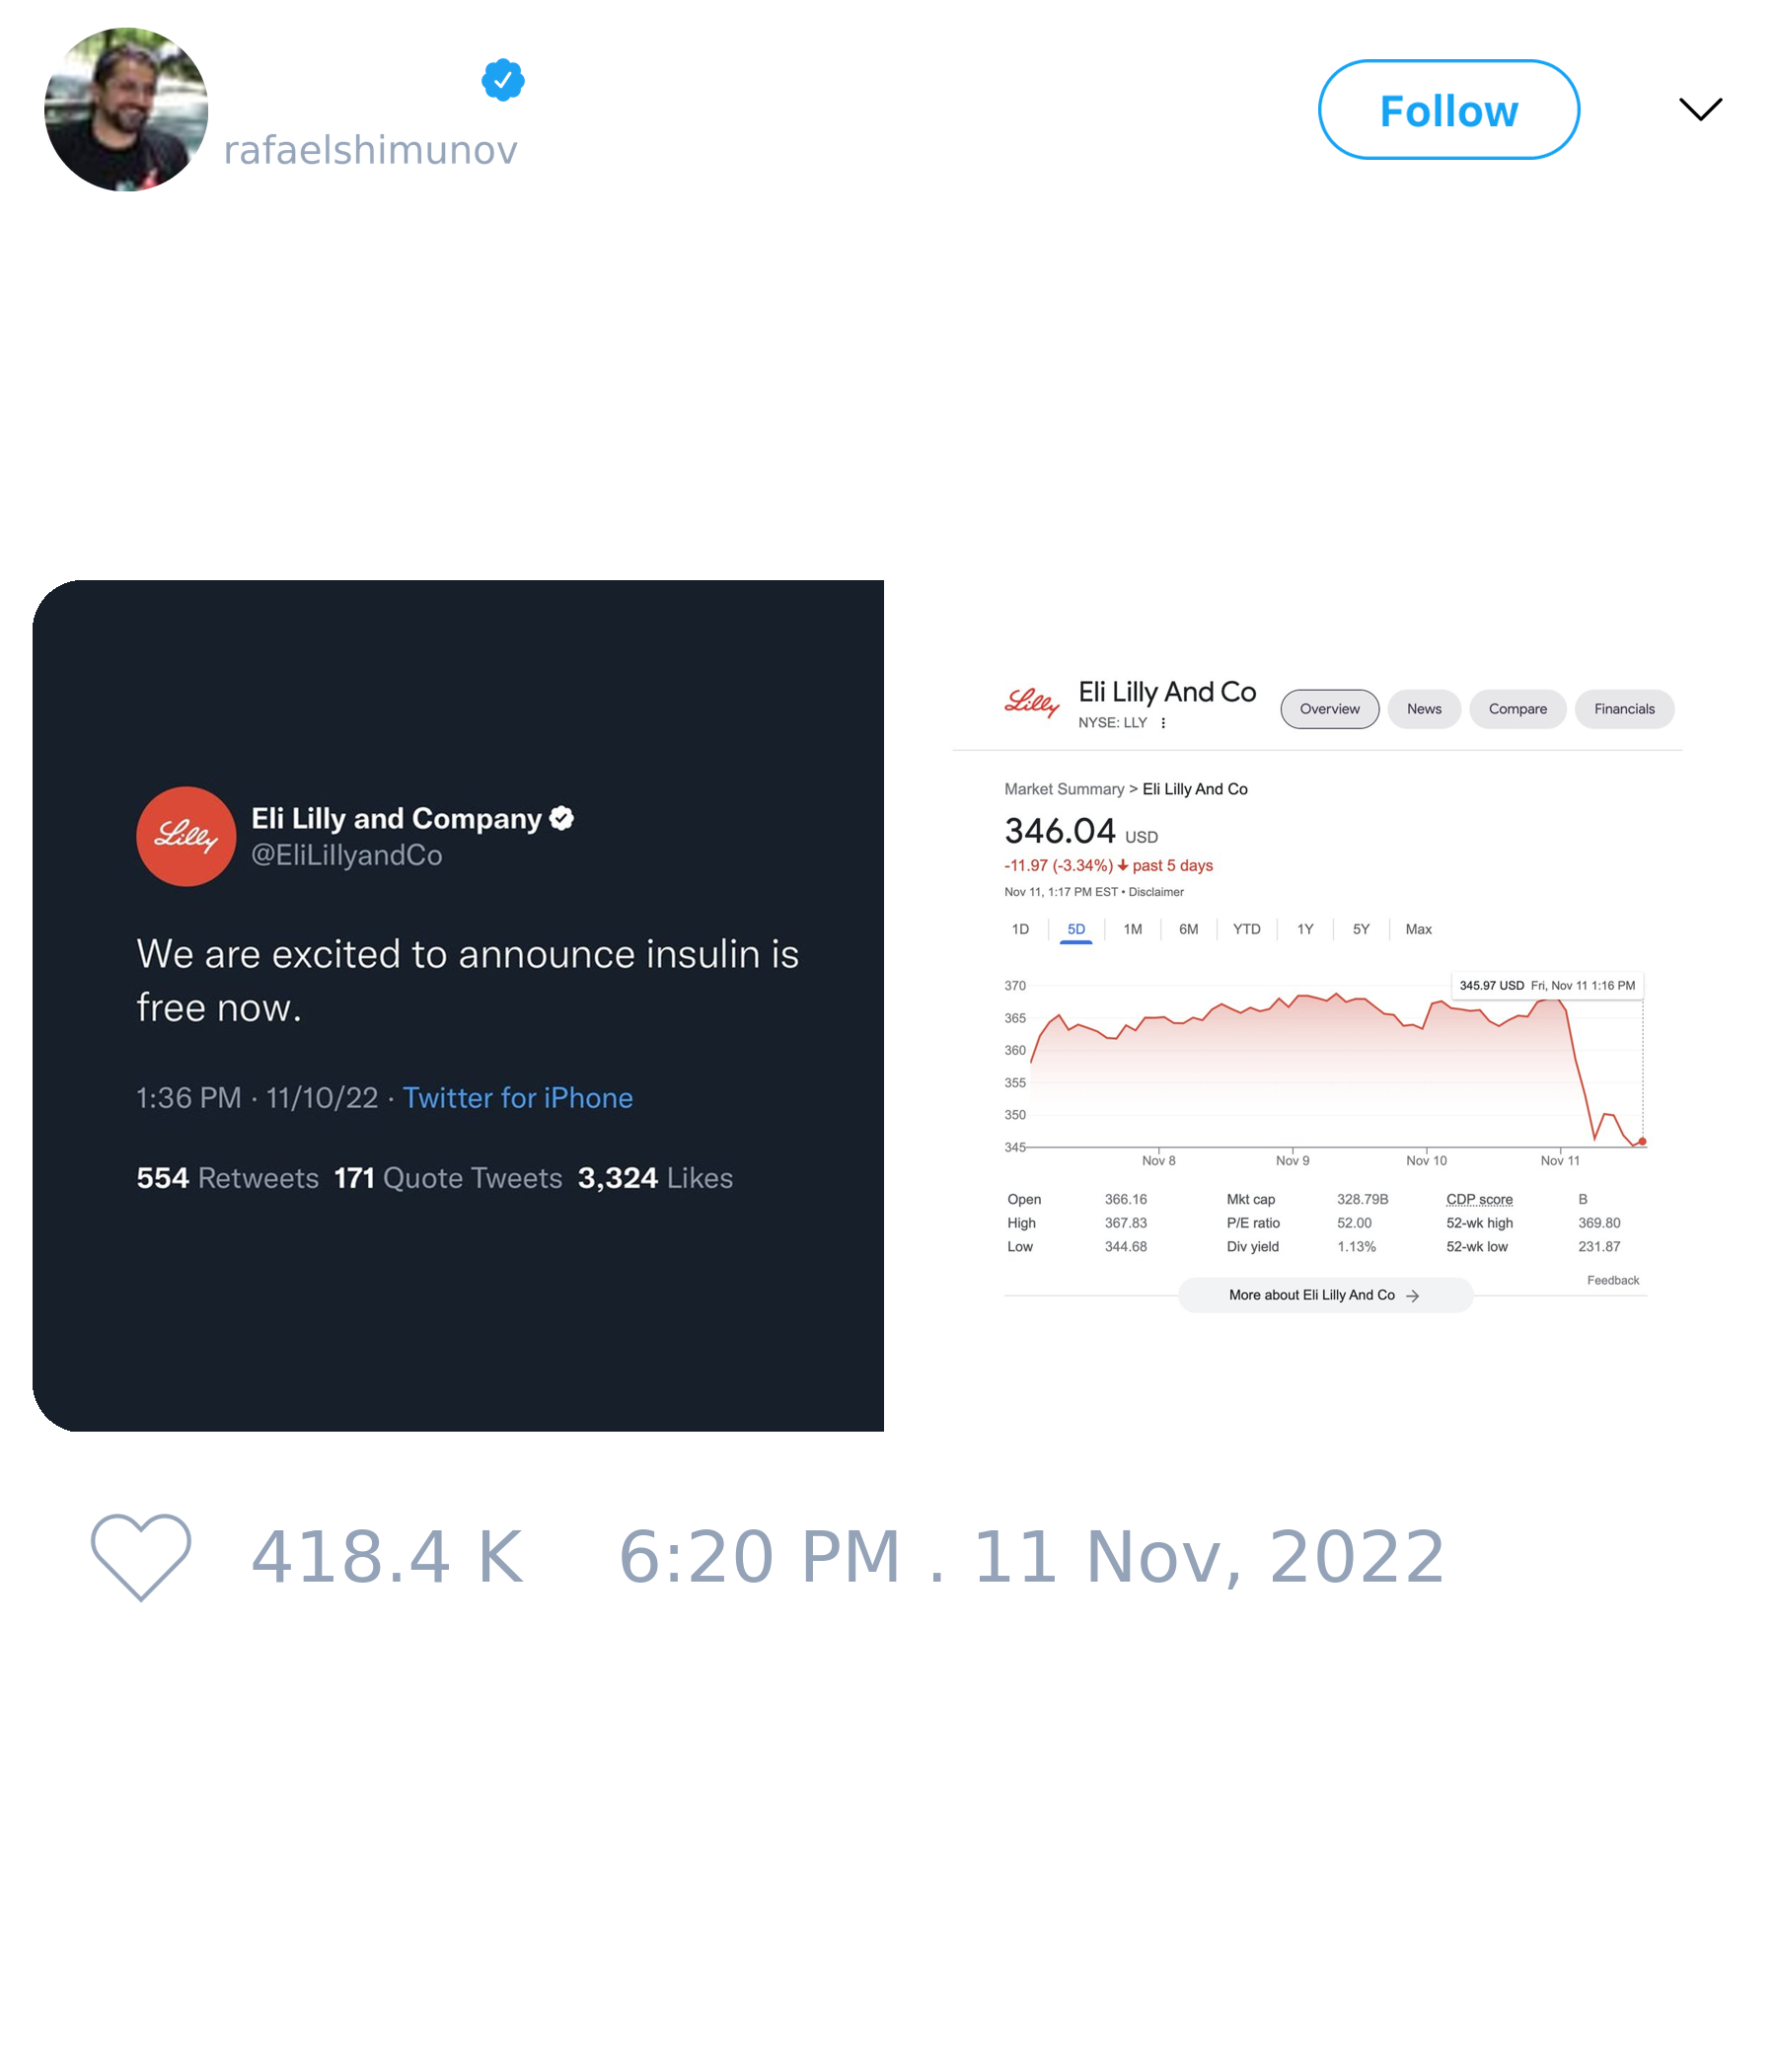 rafaelshimunov
Follow
Lilly
Eli Lilly and Company
@EliLillyandCo
We are excited to announce insulin is
free now.
1:36 PM · 11/10/22 · Twitter for iPhone
554 Retweets 171 Quote Tweets 3,324 Likes
Lilly
Eli Lilly And Co
NYSE: LLY
Overview News Compare Financials
Market Summary > Eli Lilly And Co
346.04 USD
-11.97 (-3.34%) past 5 days
Nov 11, 1:17 PM EST • Disclaimer
1D 5D 1M 6M YTD 1Y 5Y Max
345.97 USD Fri, Nov 11 1:16 PM
370
365
360
355
350
345
Nov 8 Nov 9 Nov 10 Nov 11
Open 366.16 Mkt cap 328.79B CDP score B
High 367.83 P/E ratio 52.00 52-wk high 369.80
Low 344.68 Div yield 1.13% 52-wk low 231.87
Feedback
More about Eli Lilly And Co
418.4 K 6:20 PM . 11 Nov, 2022